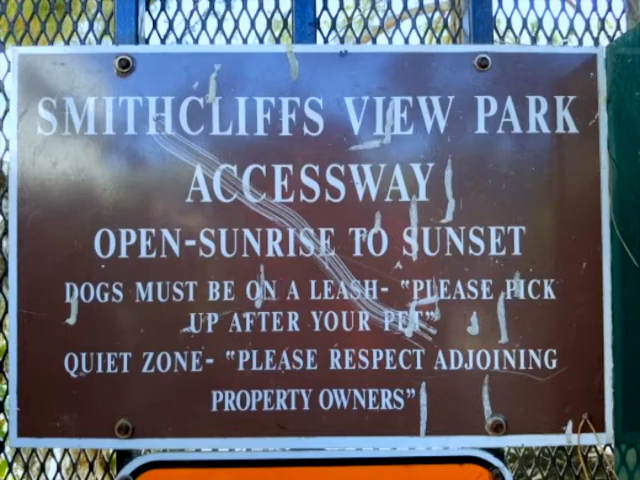 SMITHCLIFFS VIEW PARK
ACCESSWAY
OPEN-SUNRISE TO SUNSET
DOGS MUST BE ON A LEASH- "PLEASE PICK
UP AFTER YOUR PET"
QUIET ZONE- "PLEASE RESPECT ADJOINING
PROPERTY OWNERS"